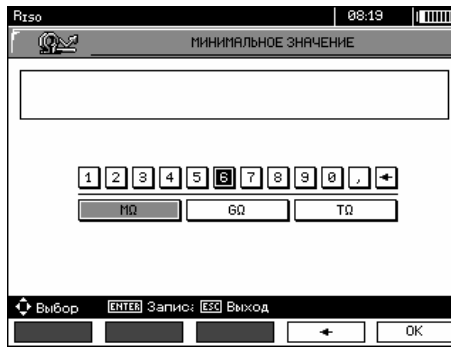 Riso 08:19
МИНИМАЛЬНОЕ ЗНАЧЕНИЕ
1 2 3 4 5 6 7 8 9 0 , ←
MΩ GΩ TΩ
Выбор ENTER Запис: ESC Выход
← OK